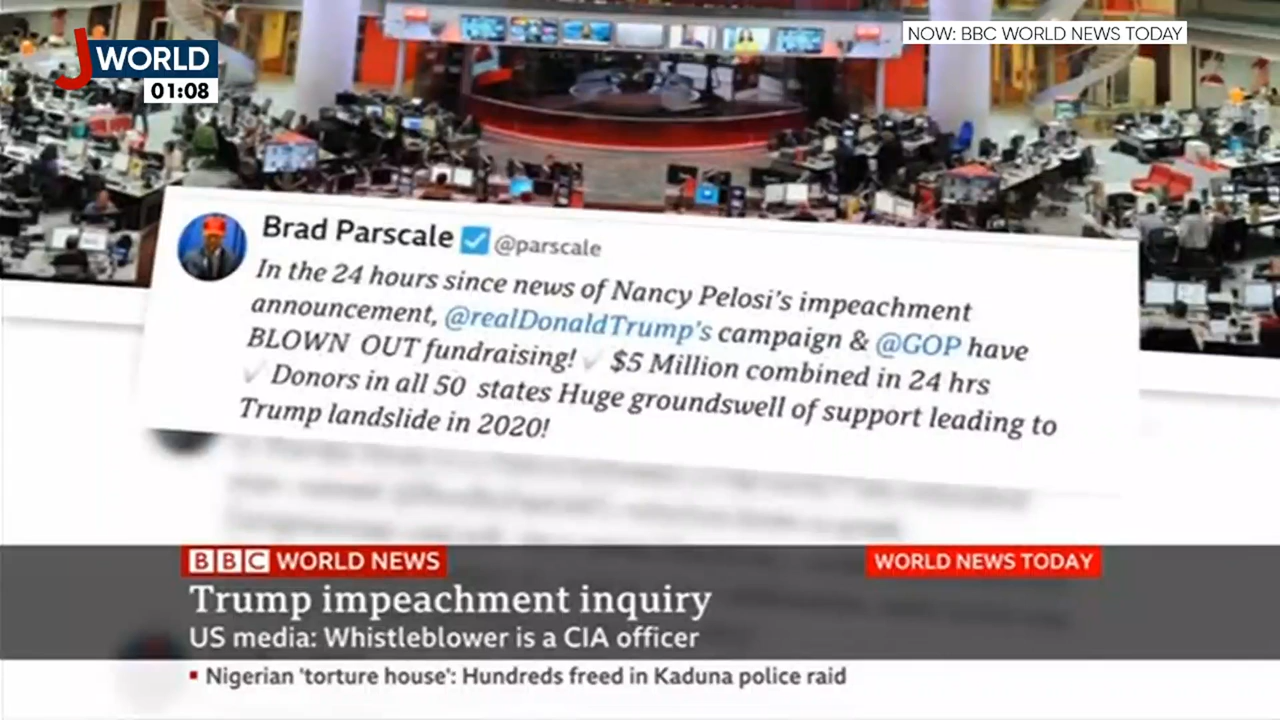 J WORLD
01:08
NOW: BBC WORLD NEWS TODAY
Brad Parscale @parscale
In the 24 hours since news of Nancy Pelosi's impeachment
announcement, @realDonaldTrump's campaign & @GOP have
BLOWN OUT fundraising! ✓ $5 Million combined in 24 hrs
✓ Donors in all 50 states Huge groundswell of support leading to
Trump landslide in 2020!
BBC WORLD NEWS
WORLD NEWS TODAY
Trump impeachment inquiry
US media: Whistleblower is a CIA officer
Nigerian 'torture house': Hundreds freed in Kaduna police raid